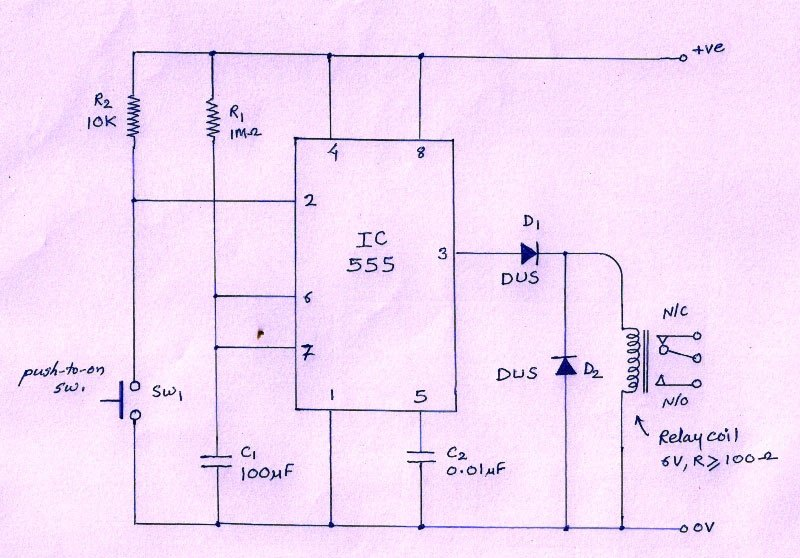 +ve
R2
10K
R1
1MΩ
4
8
2
IC
555
3
D1
DUS
6
7
N/C
push-to-on
sw.
SW1
DUS
D2
1
5
N/O
C1
100μF
C2
0.01μF
Relay coil
6V, R≥100Ω
0V